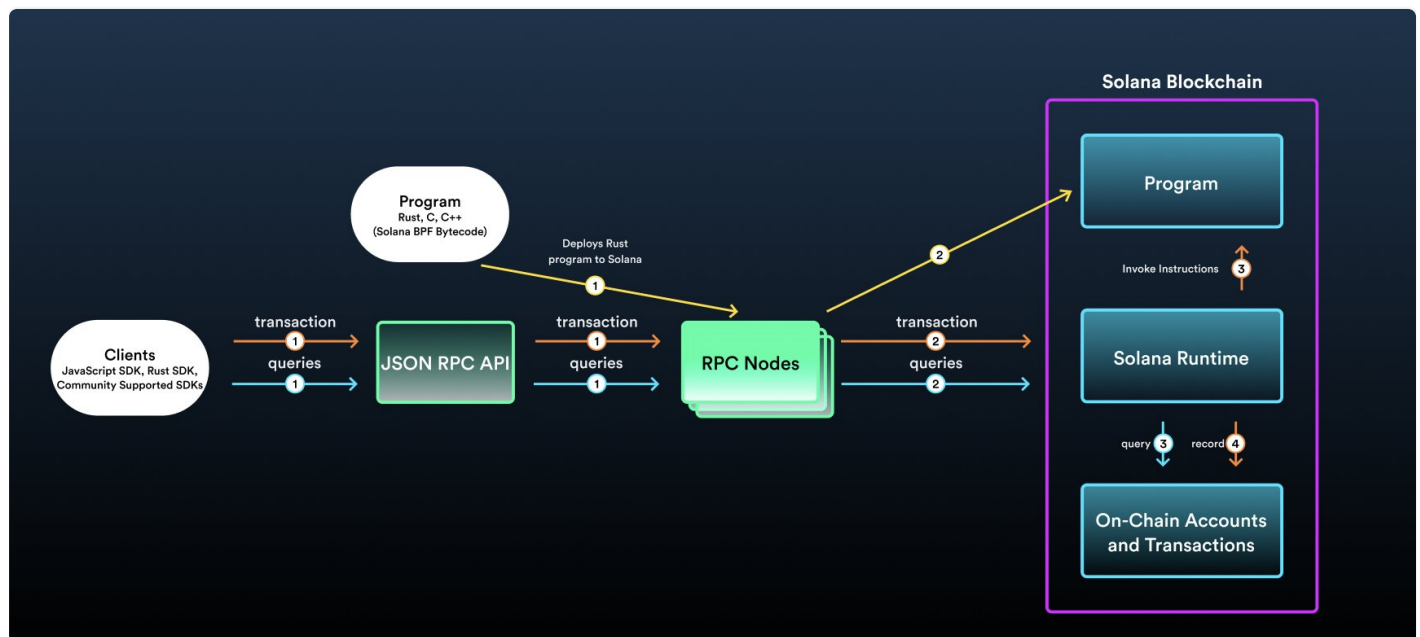 Solana Blockchain
Program
Rust, C, C++
(Solana BPF Bytecode)
Deploys Rust
program to Solana
1
2
Program
Invoke Instructions
3
Clients
JavaScript SDK, Rust SDK,
Community Supported SDKs
transaction
1
queries
1
JSON RPC API
transaction
1
queries
1
RPC Nodes
transaction
2
queries
2
Solana Runtime
query
3
record
4
On-Chain Accounts
and Transactions